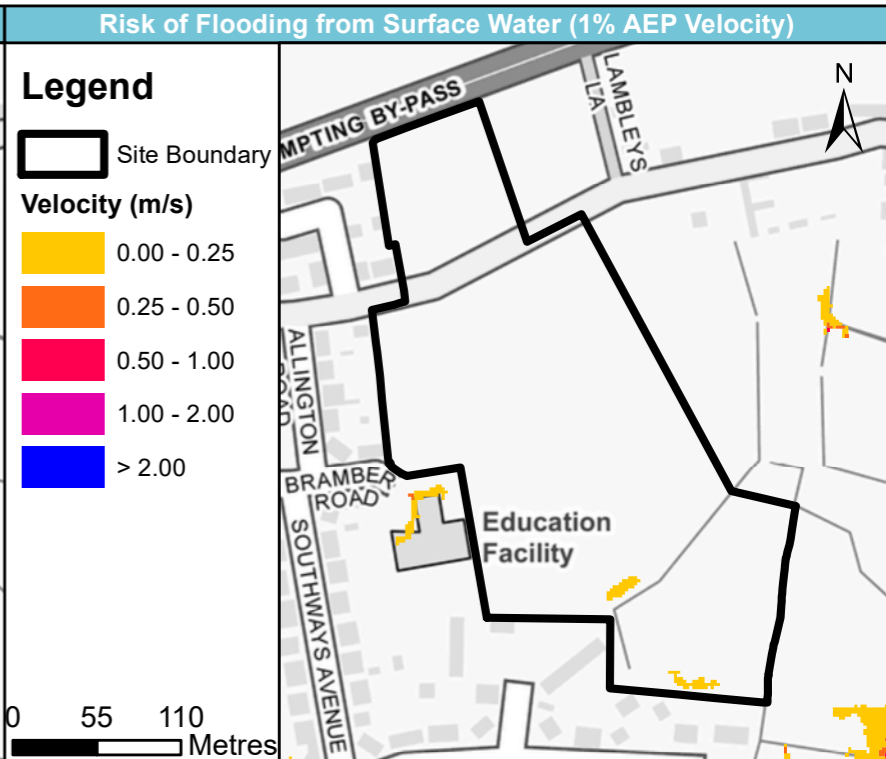 Risk of Flooding from Surface Water (1% AEP Velocity)
Legend
Site Boundary
Velocity (m/s)
0.00 - 0.25
0.25 - 0.50
0.50 - 1.00
1.00 - 2.00
> 2.00
0 55 110
Metres
MPTING BY-PASS
LAMBLEYS
LA
N
ALLINGTON
ROAD
BRAMBER
ROAD
Education
Facility
SOUTHWAYS AVENUE